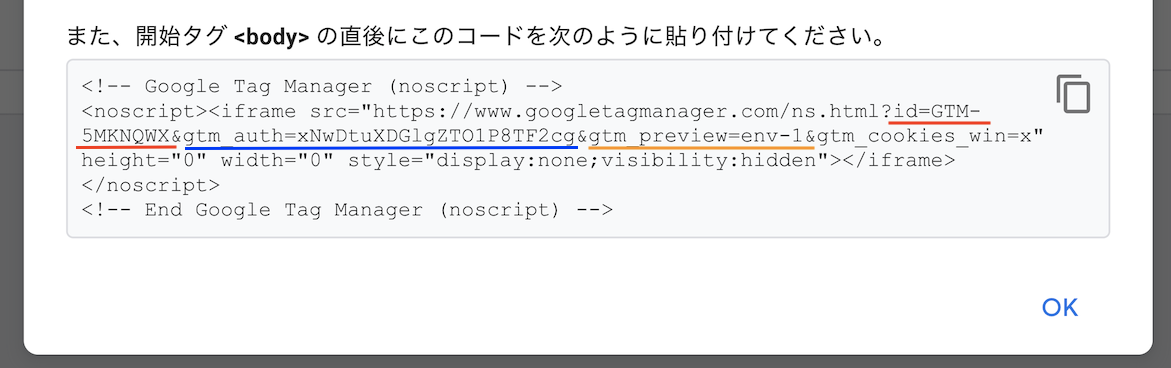 また、開始タグ <body> の直後にこのコードを次のように貼り付けてください。
<!-- Google Tag Manager (noscript) -->
<noscript><iframe src="https://www.googletagmanager.com/ns.html?id=GTM-
5MKNQWX&gtm_auth=xNwDtuXDGlgZTO1P8TF2cg&gtm_preview=env-1&gtm_cookies_win=x"
height="0" width="0" style="display:none;visibility:hidden"></iframe>
</noscript>
<!-- End Google Tag Manager (noscript) -->
OK